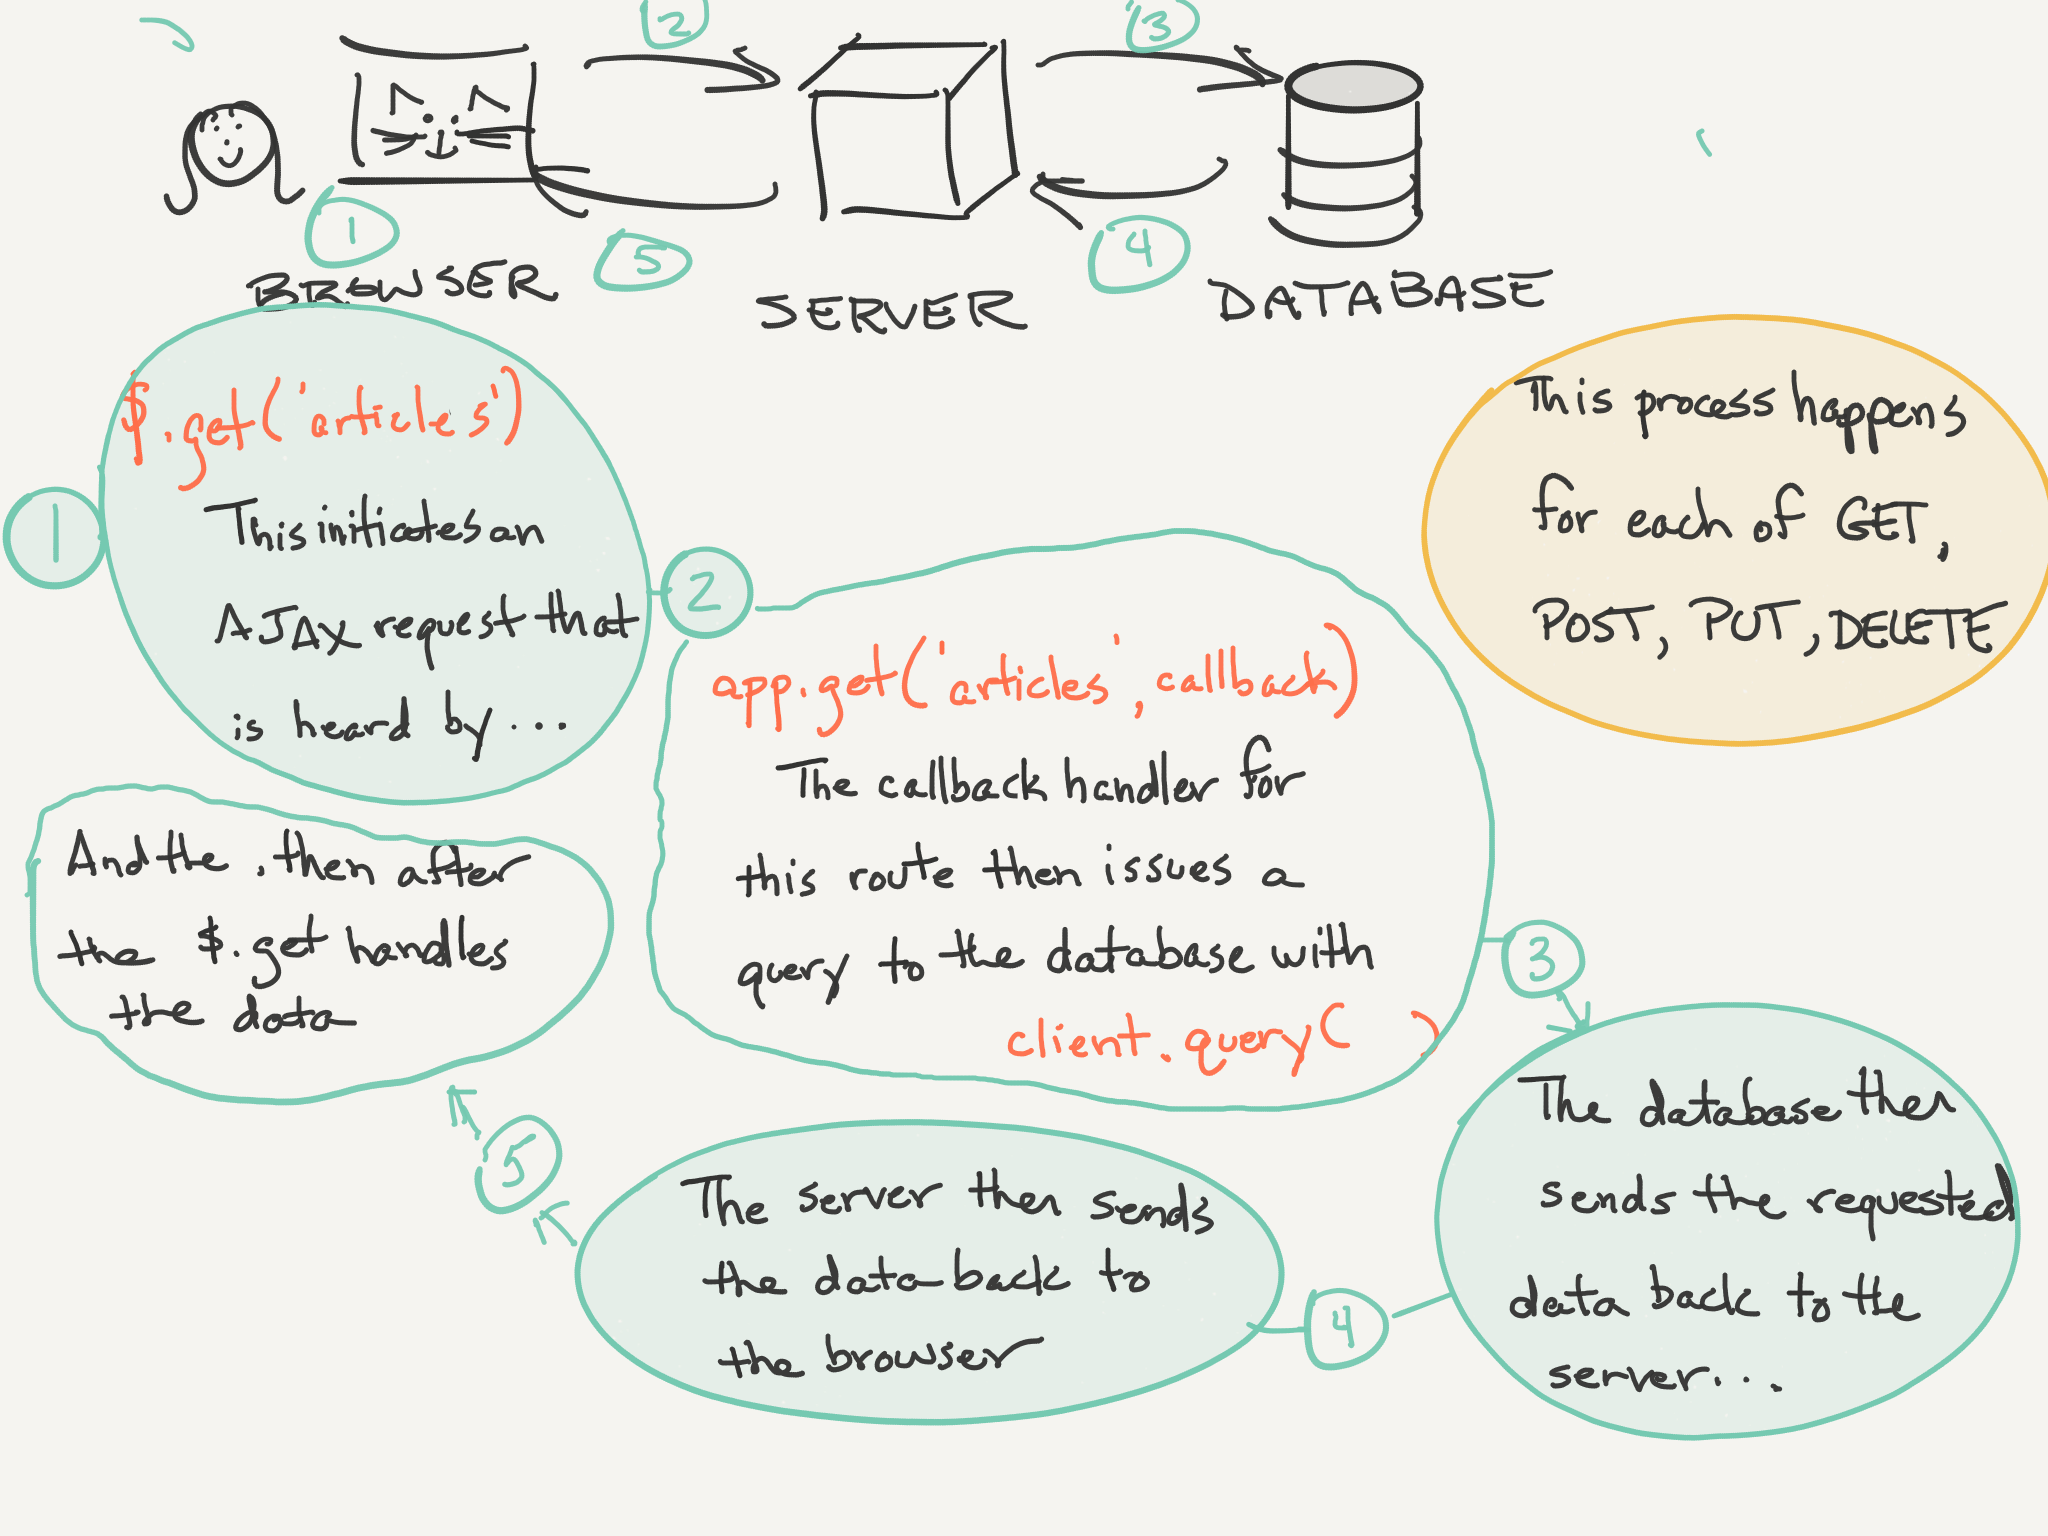 2
3
1
5
4
BROWSER
SERVER
DATABASE
$.get('articles')
This initiates an
AJAX request that
is heard by ...
1
2
app.get('articles', callback)
The callback handler for
this route then issues a
query to the database with
client.query( )
This process happens
for each of GET,
POST, PUT, DELETE
3
The database then
sends the requested
data back to the
server...
4
The server then sends
the data back to
the browser
5
And the .then after
the $.get handles
the data